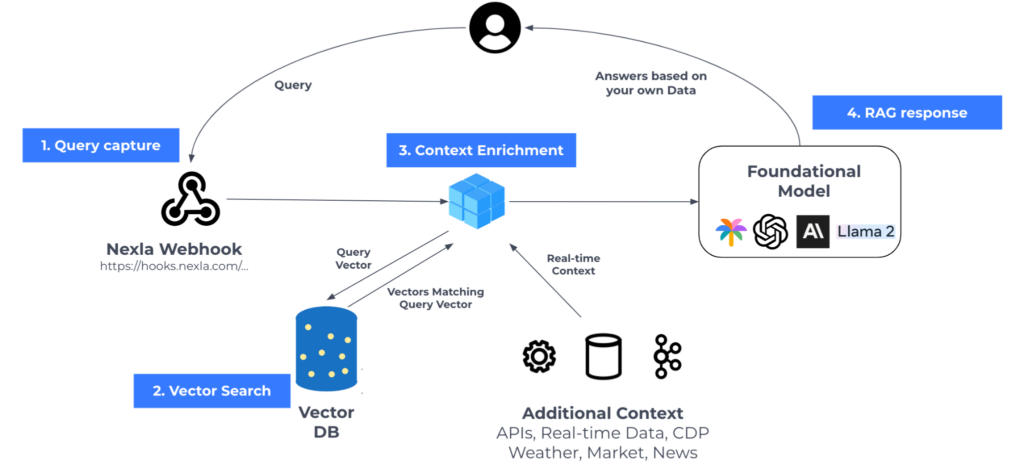 Query
Answers based on
your own Data
4. RAG response
1. Query capture
3. Context Enrichment
Foundational
Model
A\
Llama 2
Nexla Webhook
https://hooks.nexla.com/...
Query
Vector
Real-time
Context
Vectors Matching
Query Vector
2. Vector Search
Vector
DB
Additional Context
APIs, Real-time Data, CDP
Weather, Market, News